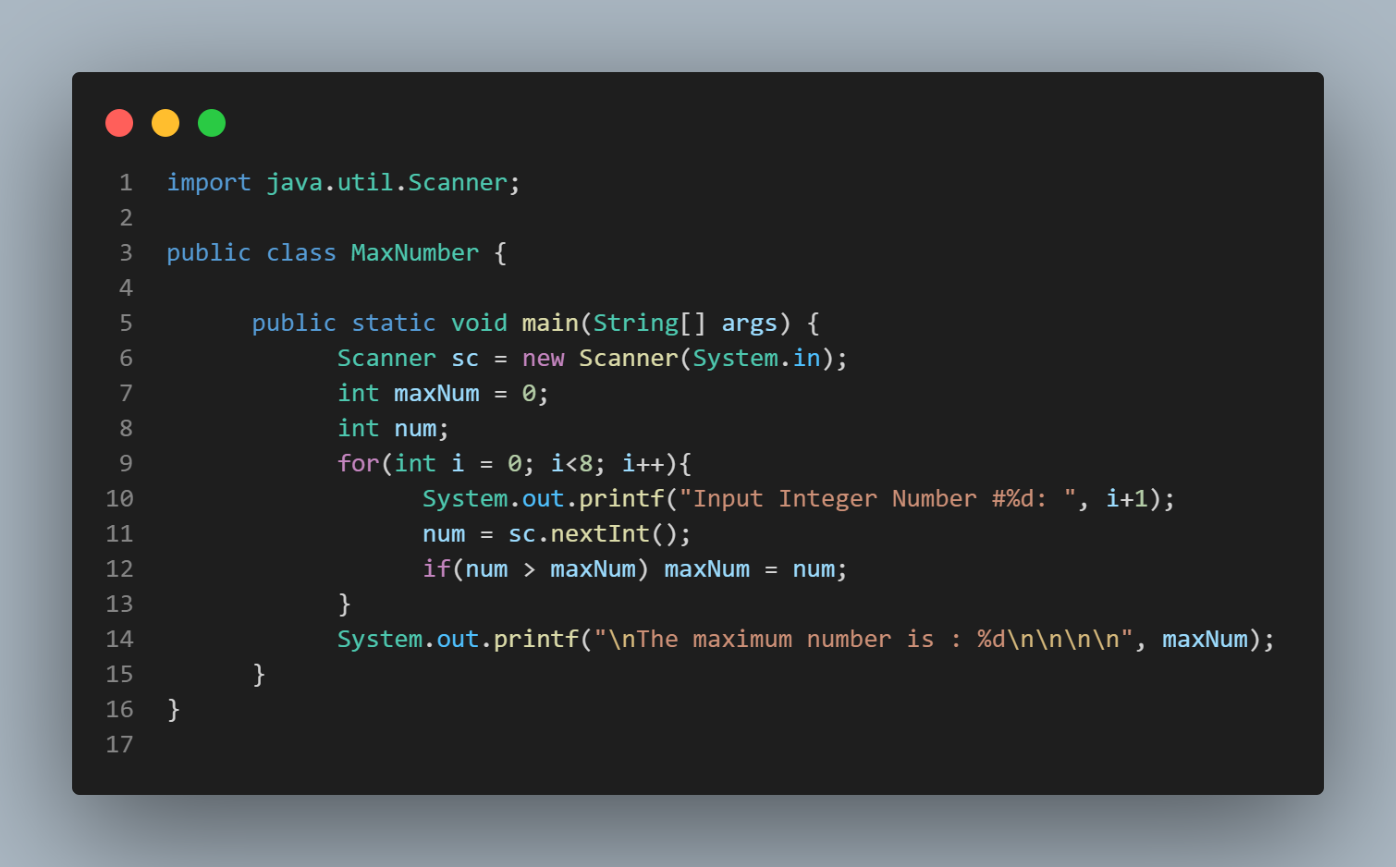 1 import java.util.Scanner;
2
3 public class MaxNumber {
4
5 public static void main(String[] args) {
6 Scanner sc = new Scanner(System.in);
7 int maxNum = 0;
8 int num;
9 for(int i = 0; i<8; i++){
10 System.out.printf("Input Integer Number #%d: ", i+1);
11 num = sc.nextInt();
12 if(num > maxNum) maxNum = num;
13 }
14 System.out.printf("\nThe maximum number is : %d\n\n\n\n", maxNum);
15 }
16 }
17